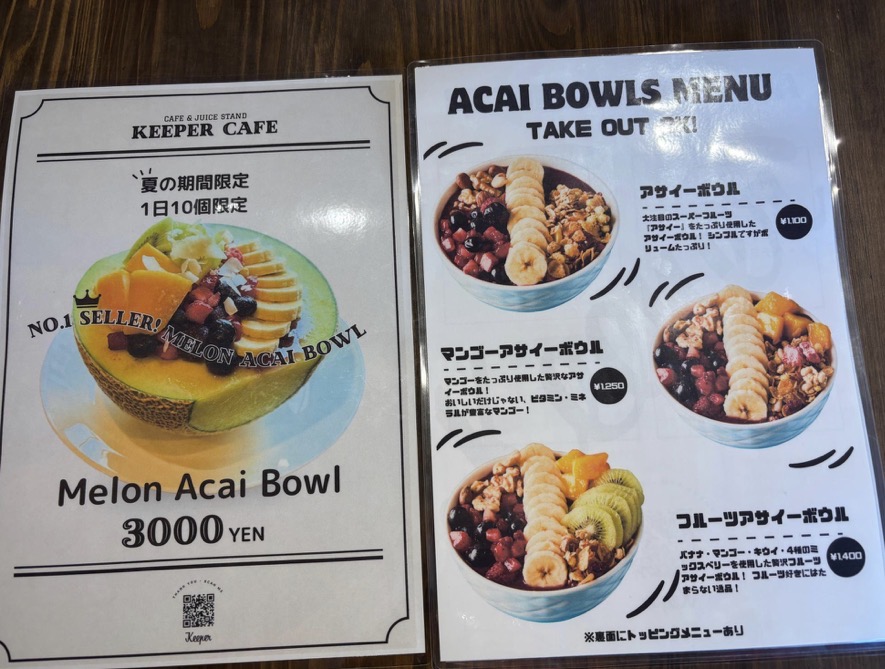 CAFE & JUICE STAND
KEEPER CAFE
夏の期間限定
1日10個限定
NO.1 SELLER! MELON ACAI BOWL
Melon Acai Bowl
3000 YEN
THANK YOU - SCAN ME
Keeper
ACAI BOWLS MENU
TAKE OUT OK!
アサイーボウル
大注目のスーパーフルーツ
『アサイー』をたっぷり使用した
アサイーボウル! シンプルですがボ
リュームたっぷり!
¥1,100
マンゴーアサイーボウル
マンゴーをたっぷり使用した贅沢なアサ
イーボウル!
おいしいだけじゃない、ビタミン・ミネ
ラルが豊富なマンゴー!
¥1,250
フルーツアサイーボウル
バナナ・マンゴー・キウイ・4種のミ
ックスベリーを使用した贅沢フルーツ
アサイーボウル! フルーツ好きにはた
まらない逸品!
¥1,400
※裏面にトッピングメニューあり